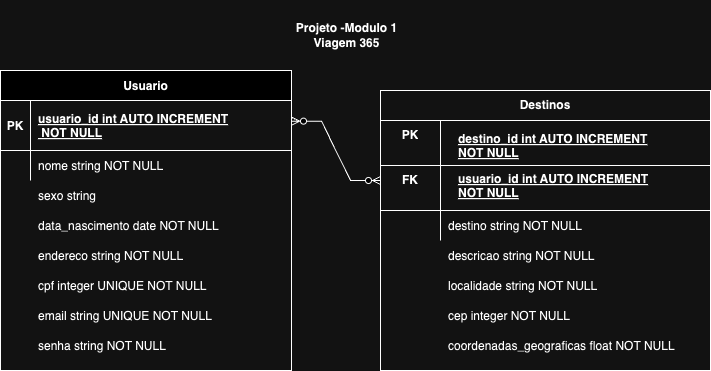 Projeto -Modulo 1
Viagem 365
Usuario
PK
usuario_id int AUTO INCREMENT
NOT NULL
nome string NOT NULL
sexo string
data_nascimento date NOT NULL
endereco string NOT NULL
cpf integer UNIQUE NOT NULL
email string UNIQUE NOT NULL
senha string NOT NULL
Destinos
PK
destino_id int AUTO INCREMENT
NOT NULL
FK
usuario_id int AUTO INCREMENT
NOT NULL
destino string NOT NULL
descricao string NOT NULL
localidade string NOT NULL
cep integer NOT NULL
coordenadas_geograficas float NOT NULL